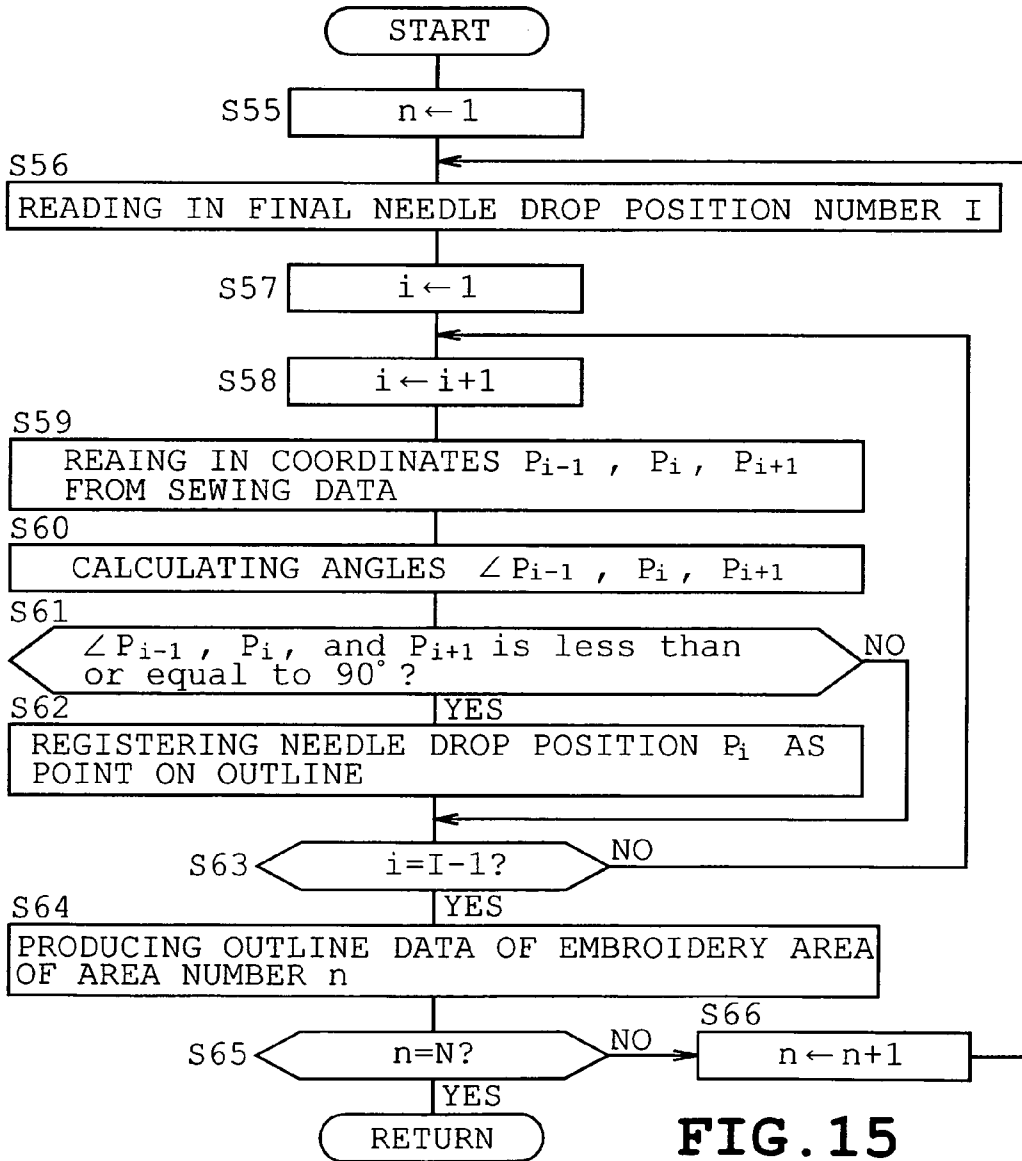 START
S55
n←1
S56
READING IN FINAL NEEDLE DROP POSITION NUMBER I
S57
i←1
S58
i←i+1
S59
REAING IN COORDINATES Pi-1 , Pi, Pi+1
FROM SEWING DATA
S60
CALCULATING ANGLES ∠Pi-1 , Pi, Pi+1
S61
∠Pi-1 , Pi, and Pi+1 is less than
or equal to 90°?
NO
YES
S62
REGISTERING NEEDLE DROP POSITION Pi AS
POINT ON OUTLINE
S63
i=I-1?
NO
YES
S64
PRODUCING OUTLINE DATA OF EMBROIDERY AREA
OF AREA NUMBER n
S65
n=N?
NO
S66
n←n+1
YES
RETURN
FIG.15